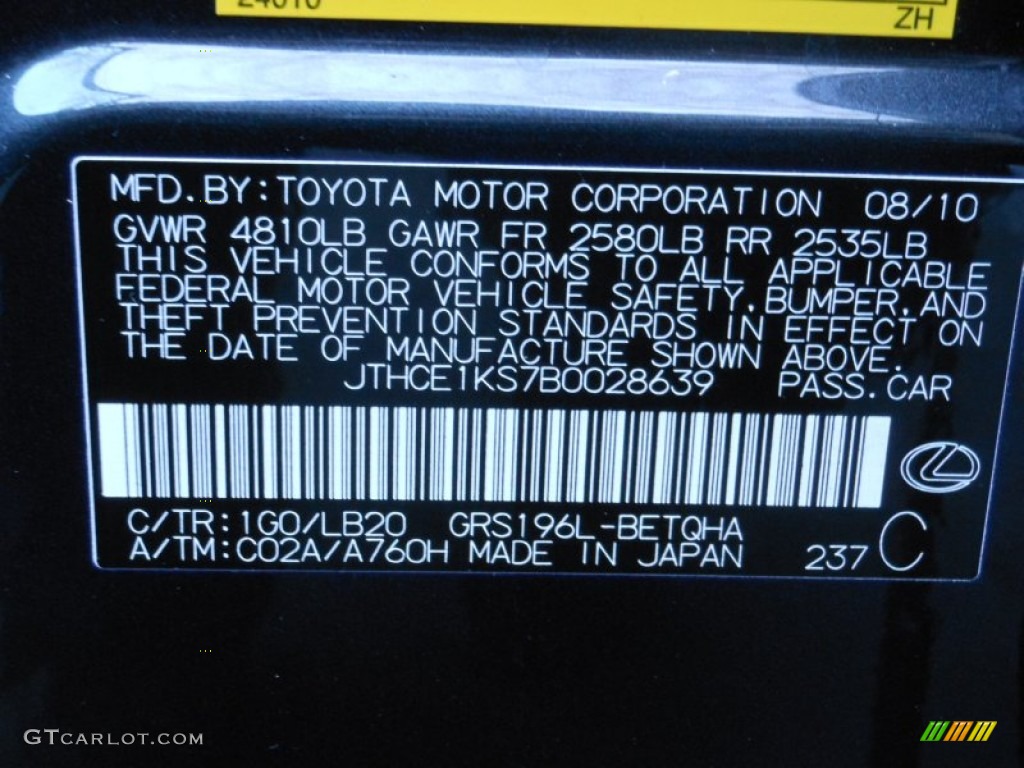 ZH
MFD.BY:TOYOTA MOTOR CORPORATION 08/10
GVWR 4810LB GAWR FR 2580LB RR 2535LB
THIS VEHICLE CONFORMS TO ALL APPLICABLE
FEDERAL MOTOR VEHICLE SAFETY,BUMPER,AND
THEFT PREVENTION STANDARDS IN EFFECT ON
THE DATE OF MANUFACTURE SHOWN ABOVE.
JTHCE1KS7B0028639 PASS.CAR
C/TR:1G0/LB20 GRS196L-BETQHA
A/TM:C02A/A760H MADE IN JAPAN 237 C
GTCARLOT.COM